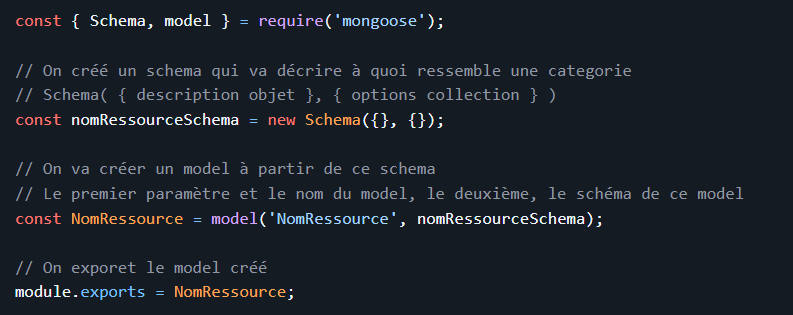 const { Schema, model } = require('mongoose');
// On créé un schema qui va décrire à quoi ressemble une categorie
// Schema( { description objet }, { options collection } )
const nomRessourceSchema = new Schema({}, {});
// On va créer un model à partir de ce schema
// Le premier paramètre et le nom du model, le deuxième, le schéma de ce model
const NomRessource = model('NomRessource', nomRessourceSchema);
// On exporet le model créé
module.exports = NomRessource;